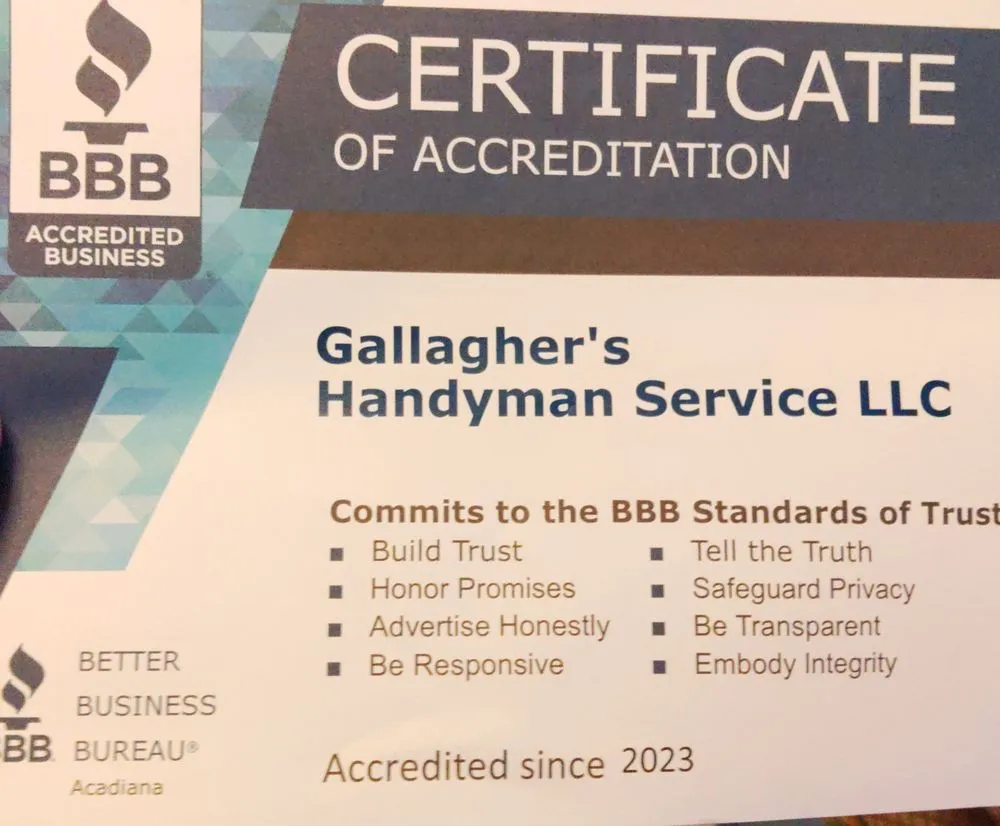 BBB
ACCREDITED
BUSINESS
CERTIFICATE
OF ACCREDITATION
Gallagher's
Handyman Service LLC
Commits to the BBB Standards of Trust
■ Build Trust
■ Honor Promises
■ Advertise Honestly
■ Be Responsive
■ Tell the Truth
■ Safeguard Privacy
■ Be Transparent
■ Embody Integrity
BBB
BETTER
BUSINESS
BUREAU®
Acadiana
Accredited since 2023